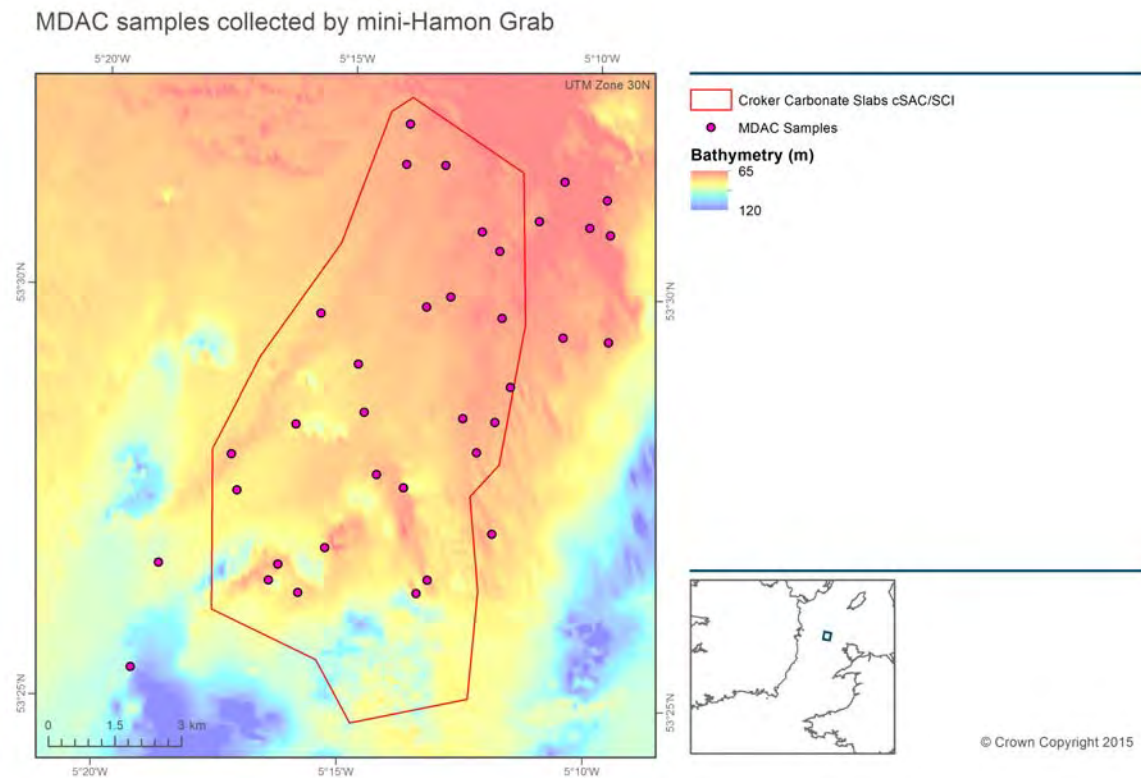 MDAC samples collected by mini-Hamon Grab
5°20'W
5°15'W
5°10'W
UTM Zone 30N
Croker Carbonate Slabs cSAC/SCI
MDAC Samples
Bathymetry (m)
65
120
53°30'N
53°30'N
53°25'N
53°25'N
0 1.5 3 km
5°20'W
5°15'W
5°10'W
© Crown Copyright 2015